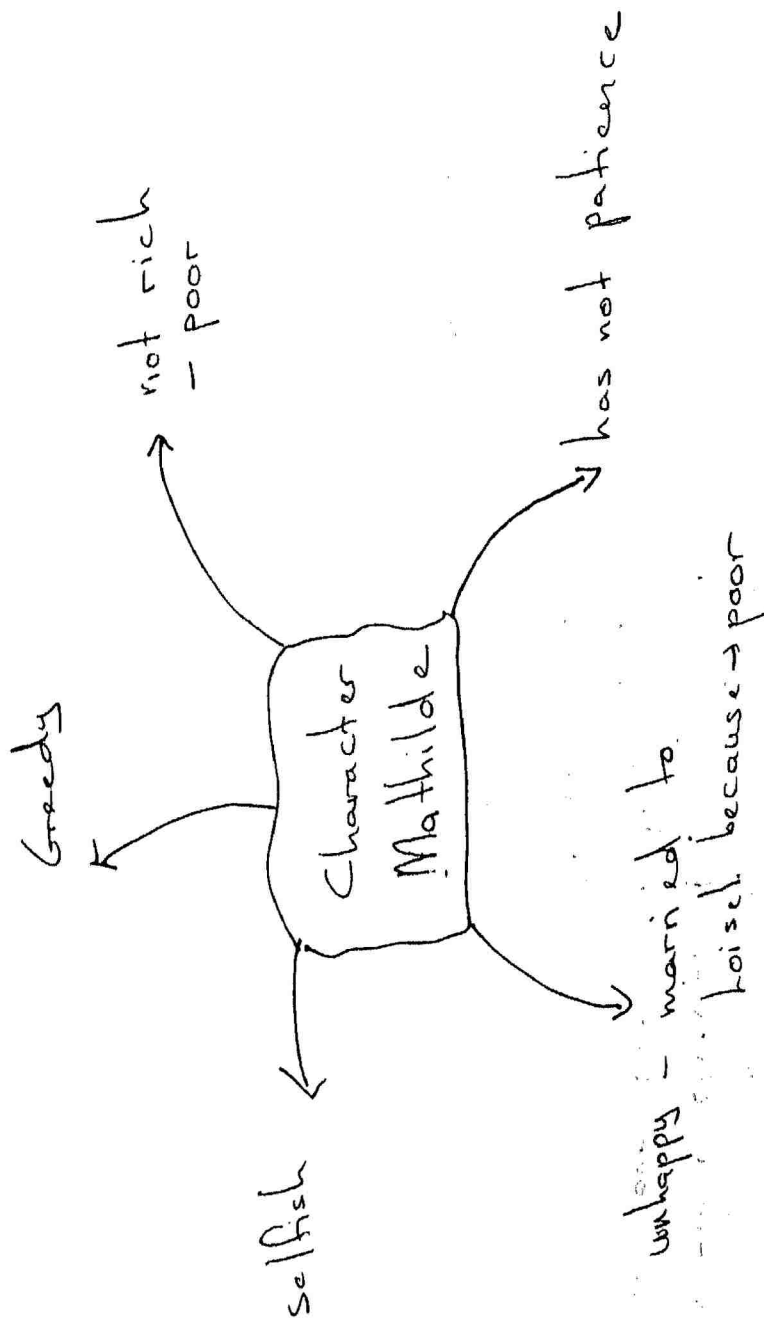 Greedy
not rich
- poor
Selfish
Character
Mathilde
has not patience
unhappy - married to
Loisel because → poor